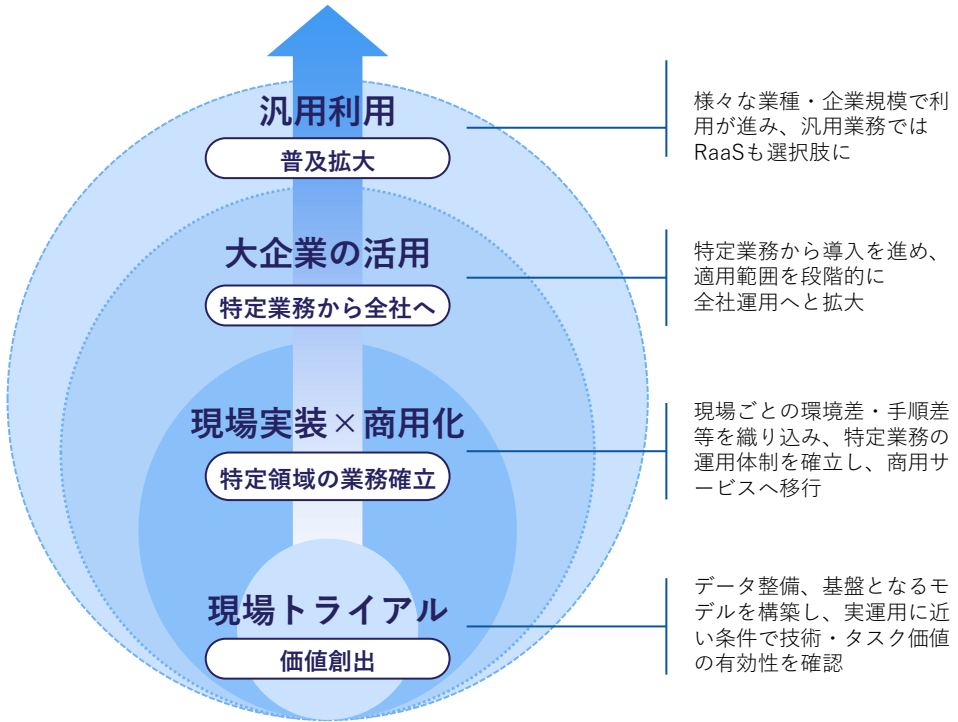 汎用利用
普及拡大
様々な業種・企業規模で利
用が進み、汎用業務では
RaaSも選択肢に
大企業の活用
特定業務から全社へ
特定業務から導入を進め、
適用範囲を段階的に
全社運用へと拡大
現場実装×商用化
特定領域の業務確立
現場ごとの環境差・手順差
等を織り込み、特定業務の
運用体制を確立し、商用サ
ービスへ移行
現場トライアル
価値創出
データ整備、基盤となるモ
デルを構築し、実運用に近
い条件で技術・タスク価値
の有効性を確認